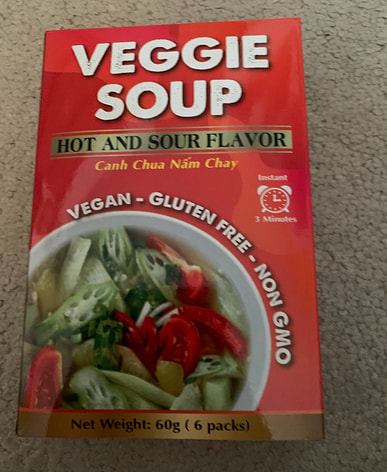 VEGGIE
SOUP
HOT AND SOUR FLAVOR
Canh Chua Nấm Chay
Instant
3 Minutes
VEGAN - GLUTEN FREE - NON GMO
Net Weight: 60g ( 6 packs)